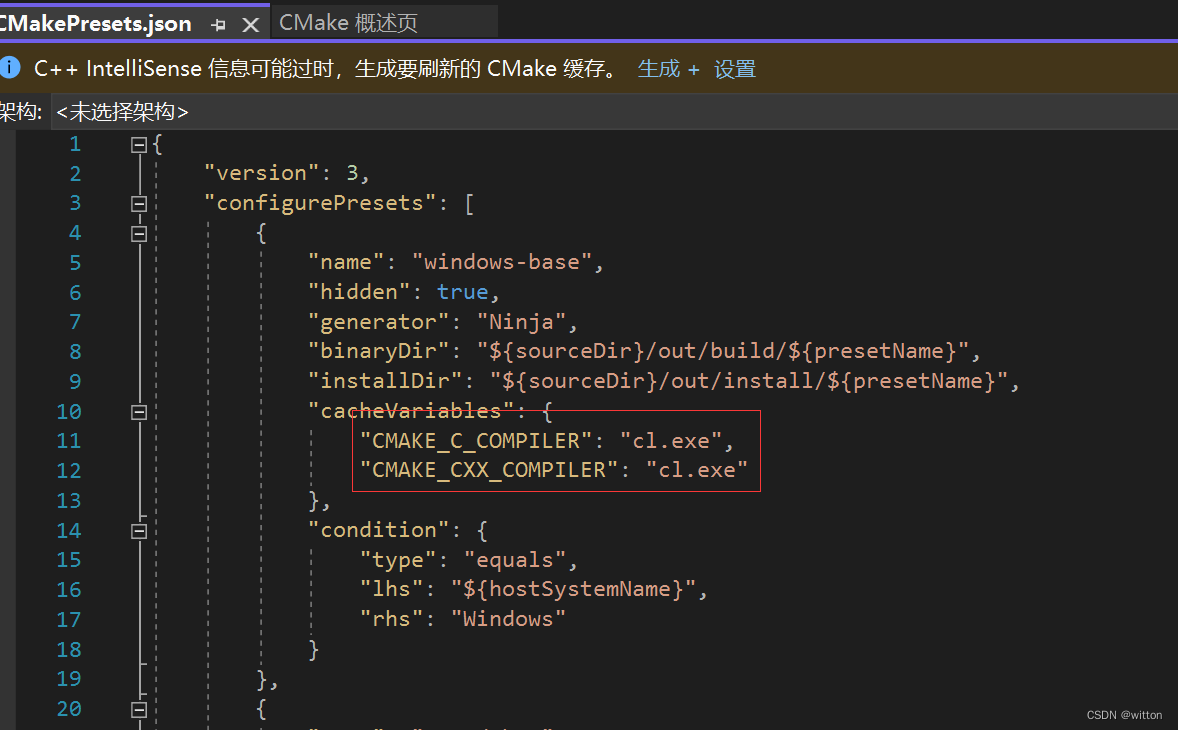 CMakePresets.json CMake 概述页
C++ IntelliSense 信息可能过时，生成要刷新的 CMake 缓存。 生成 + 设置
架构: <未选择架构>
1 {
2 "version": 3,
3 "configurePresets": [
4 {
5 "name": "windows-base",
6 "hidden": true,
7 "generator": "Ninja",
8 "binaryDir": "${sourceDir}/out/build/${presetName}",
9 "installDir": "${sourceDir}/out/install/${presetName}",
10 "cacheVariables": {
11 "CMAKE_C_COMPILER": "cl.exe",
12 "CMAKE_CXX_COMPILER": "cl.exe"
13 },
14 "condition": {
15 "type": "equals",
16 "lhs": "${hostSystemName}",
17 "rhs": "Windows"
18 }
19 },
20 {
CSDN @witton